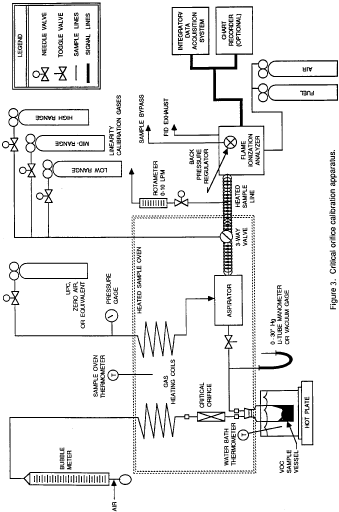 LEGEND
NEEDLE VALVE
TOGGLE VALVE
SAMPLE LINES
SIGNAL LINES
INTEGRATOR/
DATA
ACQUISITION
SYSTEM
CHART
RECORDER
(OPTIONAL)
HIGH RANGE
MID-RANGE
LOW RANGE
LINEARITY
CALIBRATION GASES
SAMPLE BYPASS
FID EXHAUST
AIR
FUEL
ROTAMETER
0-10 LPM
BACK
PRESSURE
REGULATOR
FLAME
IONIZATION
ANALYZER
HEATED
SAMPLE
LINE
3-WAY
VALVE
UPC,
ZERO AIR,
OR EQUIVALENT
PRESSURE
GAGE
HEATED SAMPLE OVEN
SAMPLE OVEN
THERMOMETER
T
GAS
HEATING COILS
ASPIRATOR
CRITICAL
ORIFICE
0 -30" Hg
U-TUBE MANOMETER
OR VACUUM GAGE
BUBBLE
METER
AIR
WATER BATH
THERMOMETER
T
VOC
SAMPLE
VESSEL
HOT PLATE
Figure 3. Critical orifice calibration apparatus.